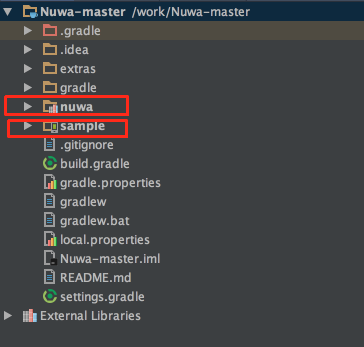 Nuwa-master /work/Nuwa-master
.gradle
.idea
extras
gradle
nuwa
sample
.gitignore
build.gradle
gradle.properties
gradlew
gradlew.bat
local.properties
Nuwa-master.iml
README.md
settings.gradle
External Libraries